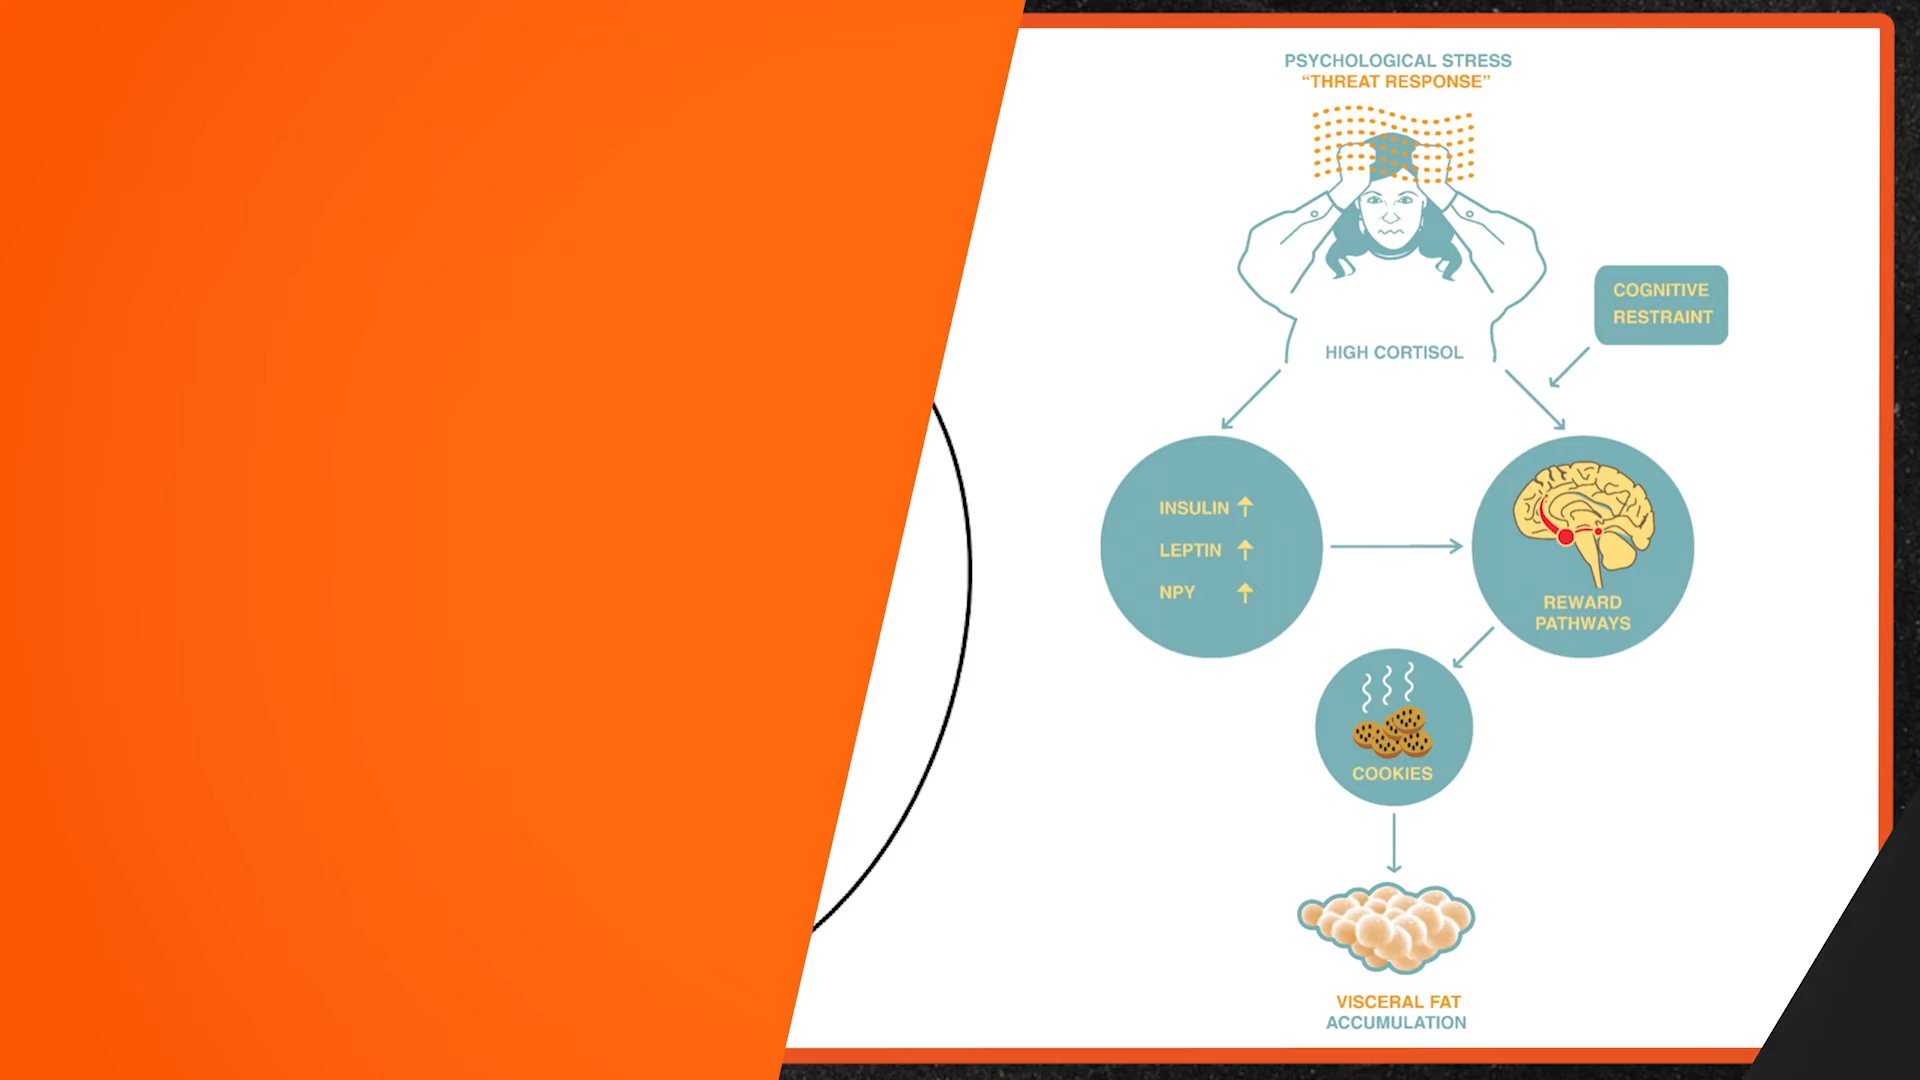 PSYCHOLOGICAL STRESS
“THREAT RESPONSE”
COGNITIVE
RESTRAINT
HIGH CORTISOL
INSULIN
LEPTIN
NPY
REWARD
PATHWAYS
COOKIES
VISCERAL FAT
ACCUMULATION